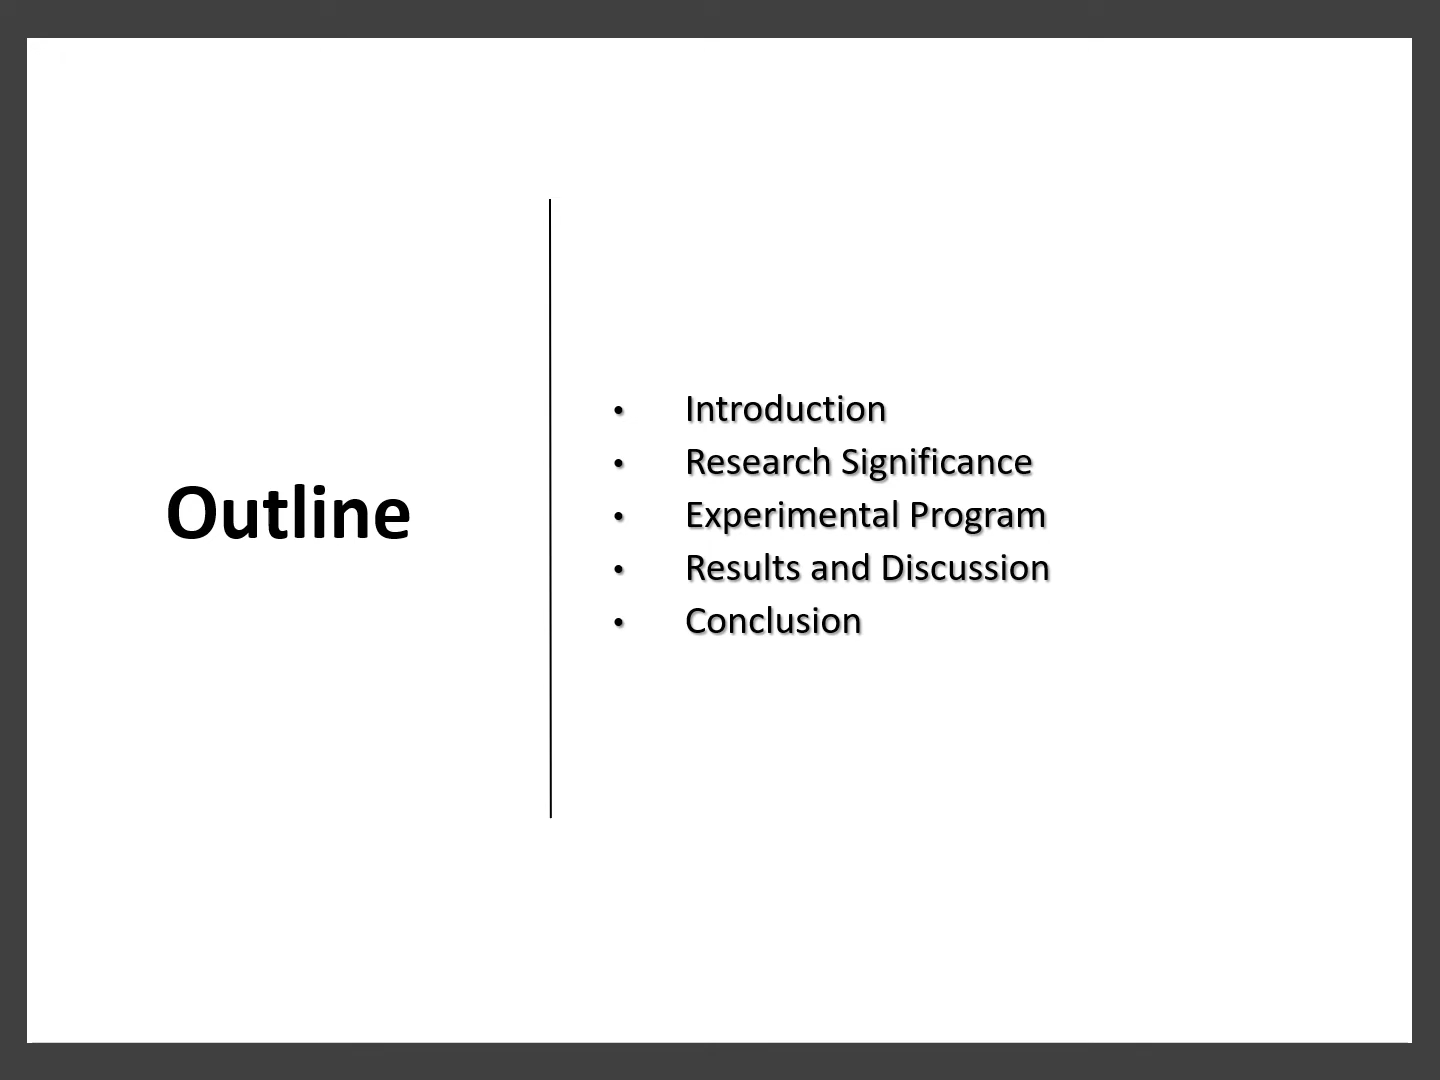 Outline
• Introduction
• Research Significance
• Experimental Program
• Results and Discussion
• Conclusion